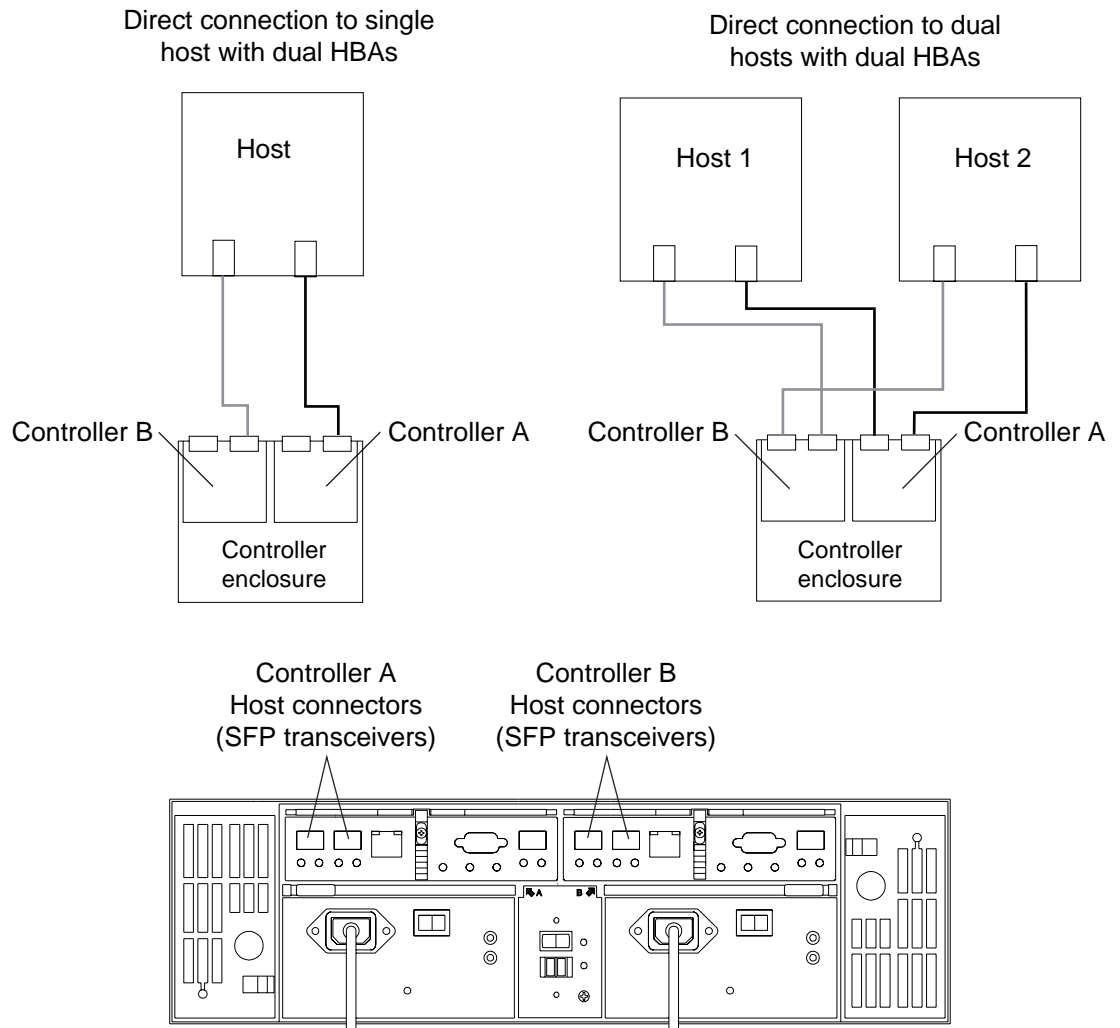 Direct connection to single
host with dual HBAs
Direct connection to dual
hosts with dual HBAs
Host
Host 1
Host 2
Controller B
Controller A
Controller B
Controller A
Controller
enclosure
Controller
enclosure
Controller A
Host connectors
(SFP transceivers)
Controller B
Host connectors
(SFP transceivers)
A
B